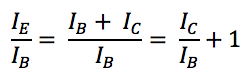 I_E / I_B = (I_B + I_C) / I_B = I_C / I_B + 1